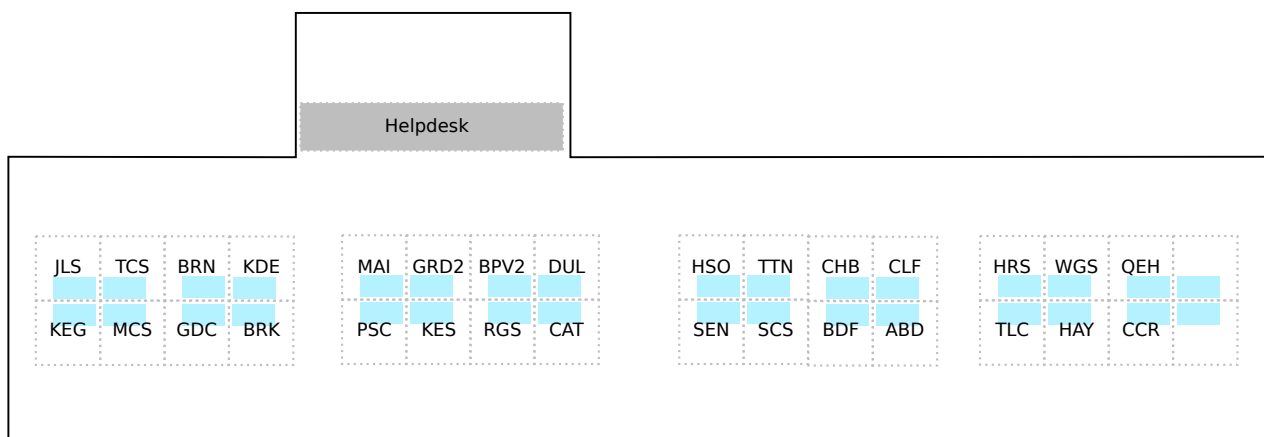 Helpdesk
JLS TCS BRN KDE MAI GRD2 BPV2 DUL HSO TTN CHB CLF HRS WGS QEH
KEG MCS GDC BRK PSC KES RGS CAT SEN SCS BDF ABD TLC HAY CCR